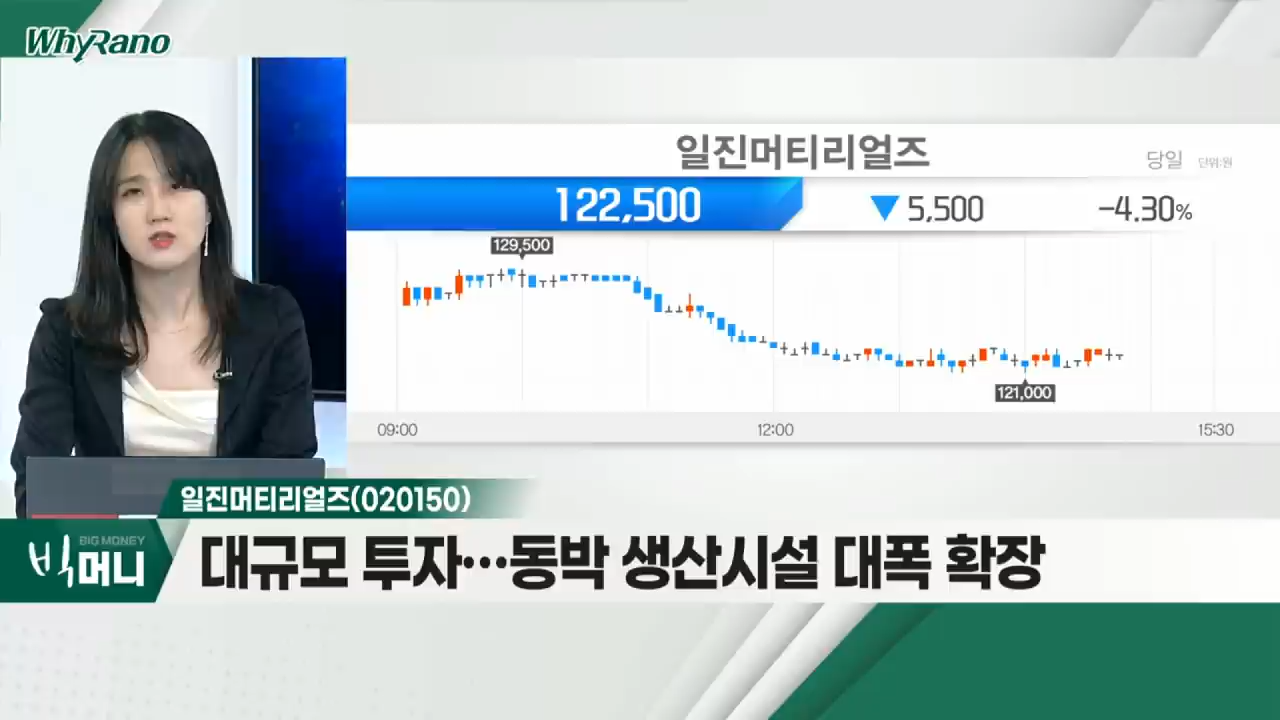 WhyRano
일진머티리얼즈
당일 단위:원
122,500 ▼ 5,500 -4.30%
129,500
121,000
09:00 12:00 15:30
일진머티리얼즈(020150)
BIG MONEY
빅머니
대규모 투자…동박 생산시설 대폭 확장